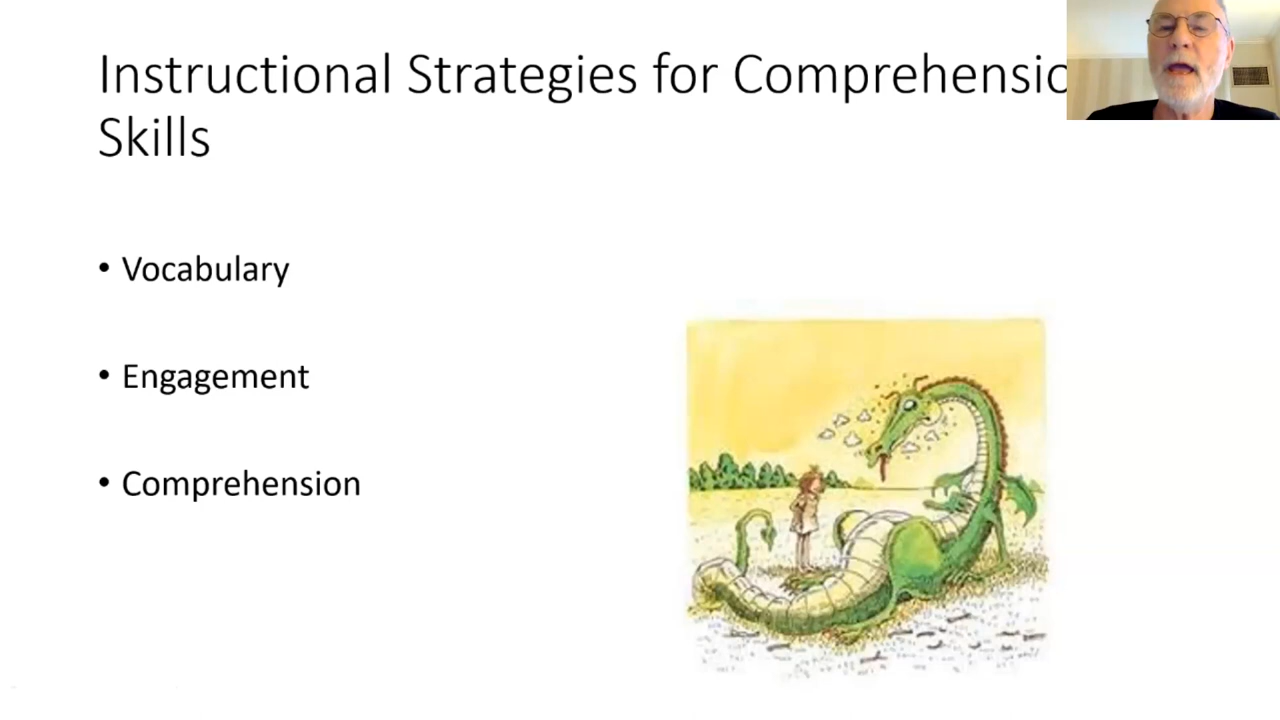 Instructional Strategies for Comprehensio
Skills
• Vocabulary
• Engagement
• Comprehension